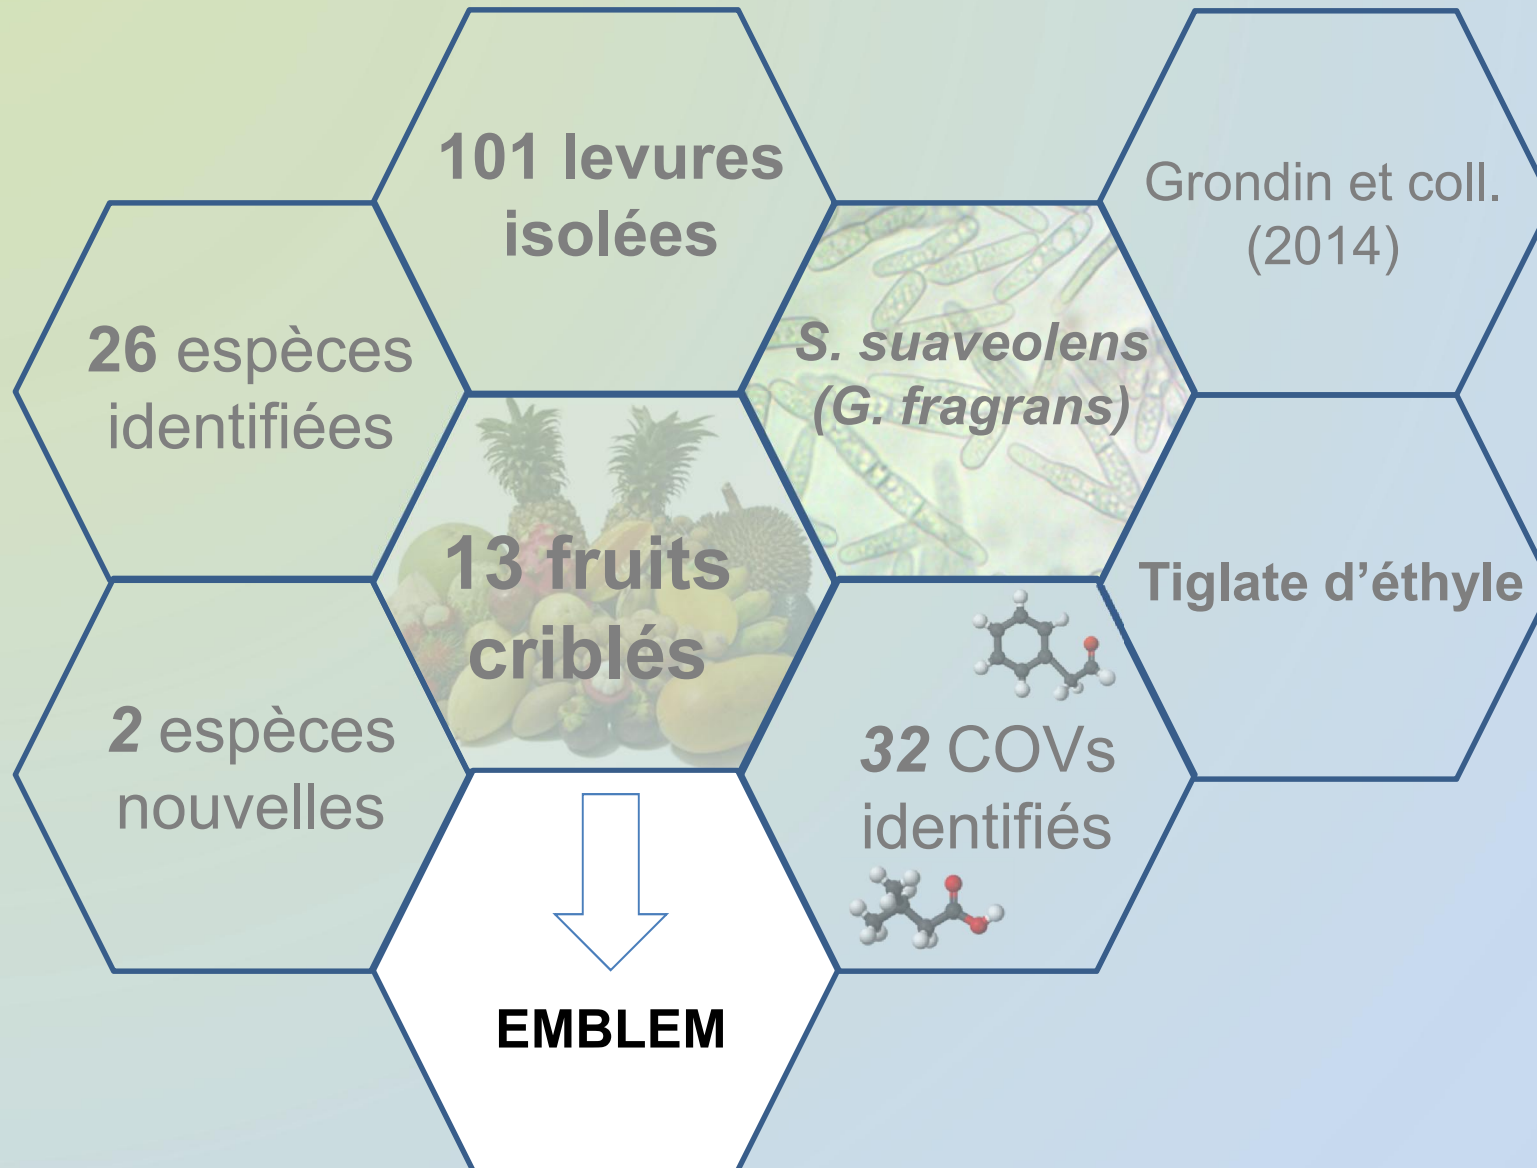 101 levures
isolées
Grondin et coll.
(2014)
26 espèces
identifiées
S. suaveolens
(G. fragrans)
13 fruits
criblés
Tiglate d’éthyle
2 espèces
nouvelles
32 COVs
identifiés
EMBLEM